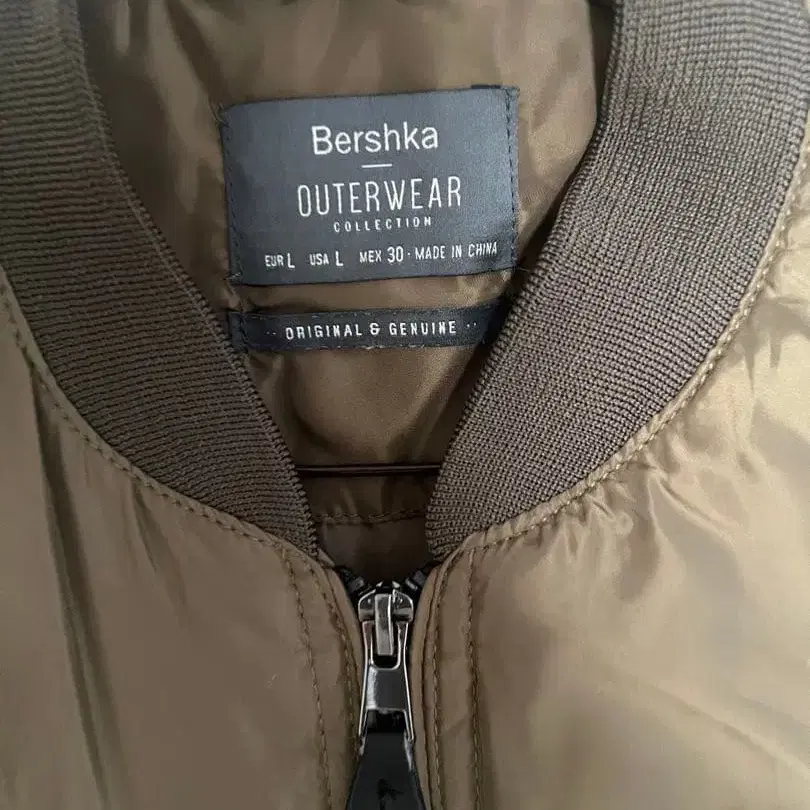 Bershka
OUTERWEAR
COLLECTION
EUR L USA L MEX 30 · MADE IN CHINA
·· ORIGINAL & GENUINE ··